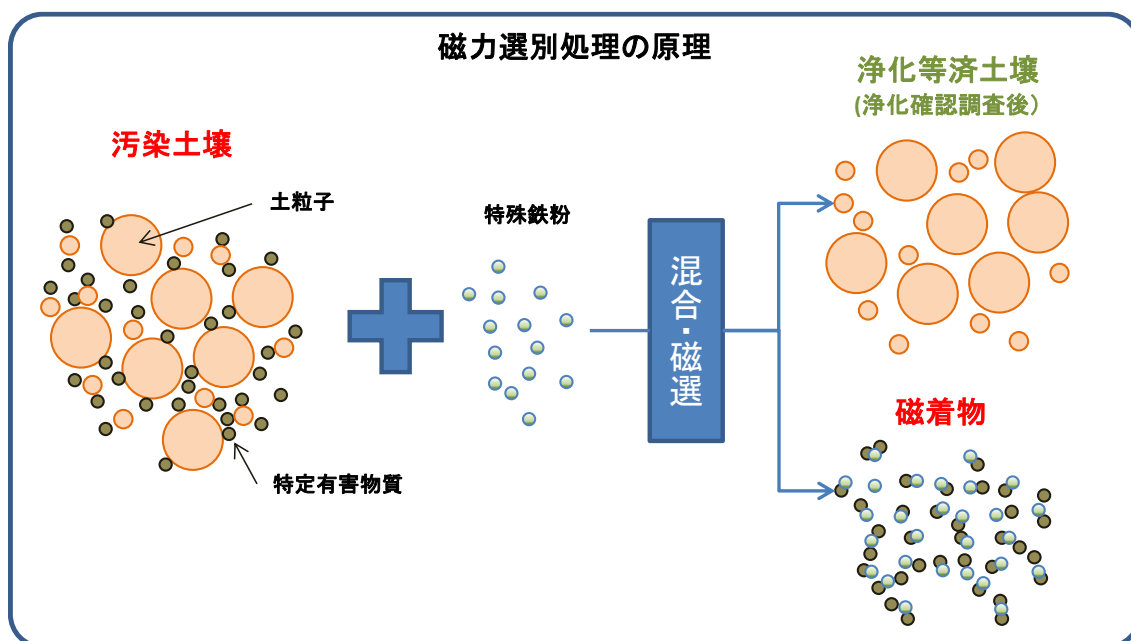 磁力選別処理の原理
汚染土壌
土粒子
特定有害物質
特殊鉄粉
混合・磁選
浄化等済土壌
(浄化確認調査後）
磁着物